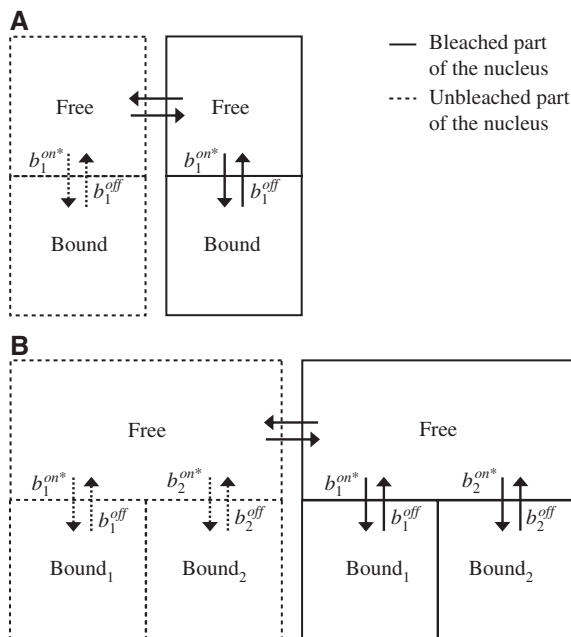 A
Bleached part
of the nucleus
Unbleached part
of the nucleus
Free
Free
b₁ᵒⁿ* b₁ᵒᶠᶠ
b₁ᵒⁿ* b₁ᵒᶠᶠ
Bound
Bound
B
Free
Free
b₁ᵒⁿ* b₁ᵒᶠᶠ
b₂ᵒⁿ* b₂ᵒᶠᶠ
b₁ᵒⁿ* b₁ᵒᶠᶠ
b₂ᵒⁿ* b₂ᵒᶠᶠ
Bound₁
Bound₂
Bound₁
Bound₂